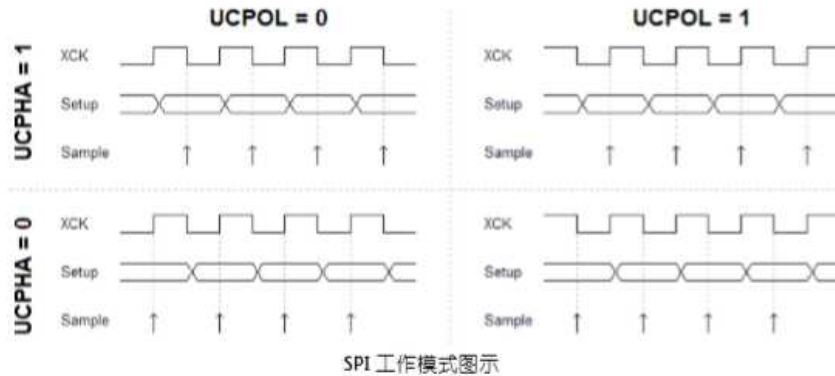 UCPOL = 0
UCPOL = 1
UCPHA = 1
XCK
Setup
Sample
XCK
Setup
Sample
UCPHA = 0
XCK
Setup
Sample
XCK
Setup
Sample
SPI 工作模式图示